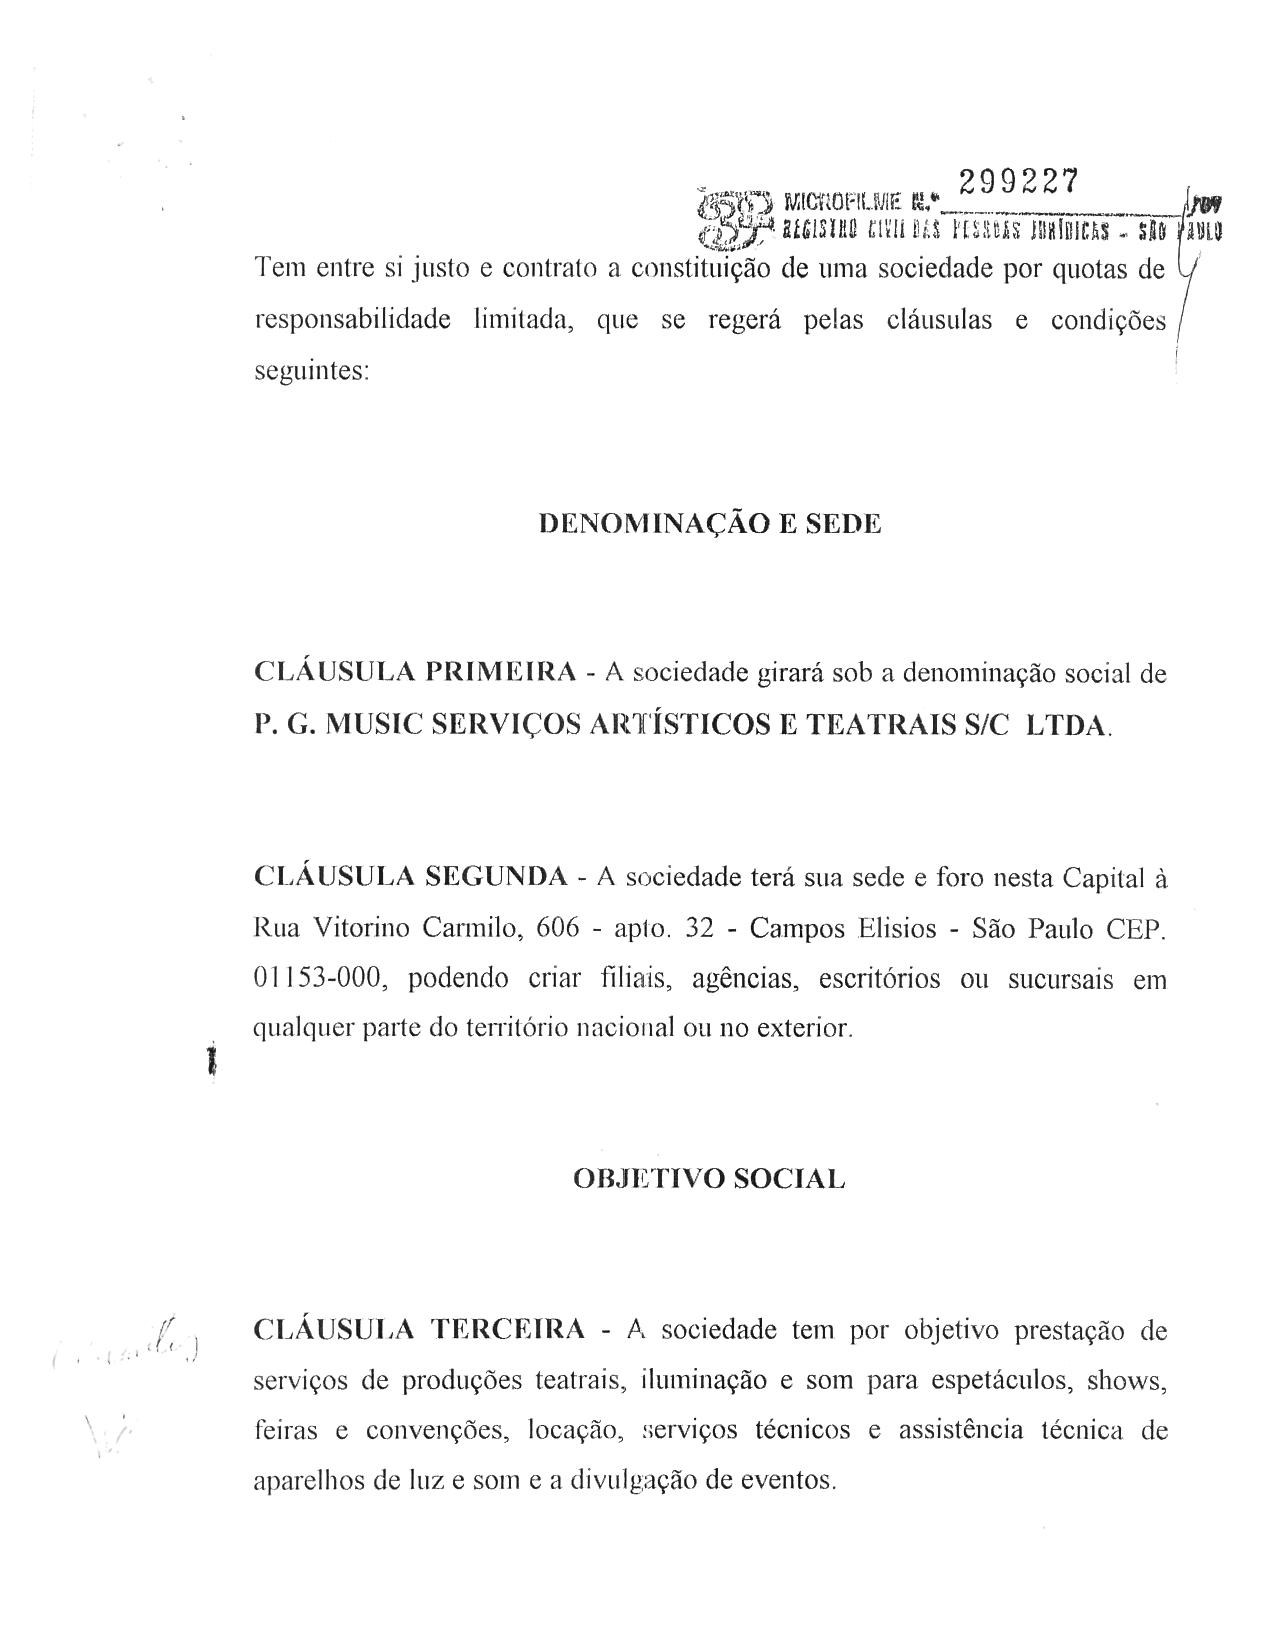 299227
MICROFILME N.º
REGISTRO CIVIL DAS PESSOAS JURÍDICAS - SÃO PAULO
Tem entre si justo e contrato a constituição de uma sociedade por quotas de
responsabilidade limitada, que se regerá pelas cláusulas e condições
seguintes:
DENOMINAÇÃO E SEDE
CLÁUSULA PRIMEIRA - A sociedade girará sob a denominação social de
P. G. MUSIC SERVIÇOS ARTÍSTICOS E TEATRAIS S/C LTDA.
CLÁUSULA SEGUNDA - A sociedade terá sua sede e foro nesta Capital à
Rua Vitorino Carmilo, 606 - apto. 32 - Campos Elisios - São Paulo CEP.
01153-000, podendo criar filiais, agências, escritórios ou sucursais em
qualquer parte do território nacional ou no exterior.
OBJETIVO SOCIAL
CLÁUSULA TERCEIRA - A sociedade tem por objetivo prestação de
serviços de produções teatrais, iluminação e som para espetáculos, shows,
feiras e convenções, locação, serviços técnicos e assistência técnica de
aparelhos de luz e som e a divulgação de eventos.